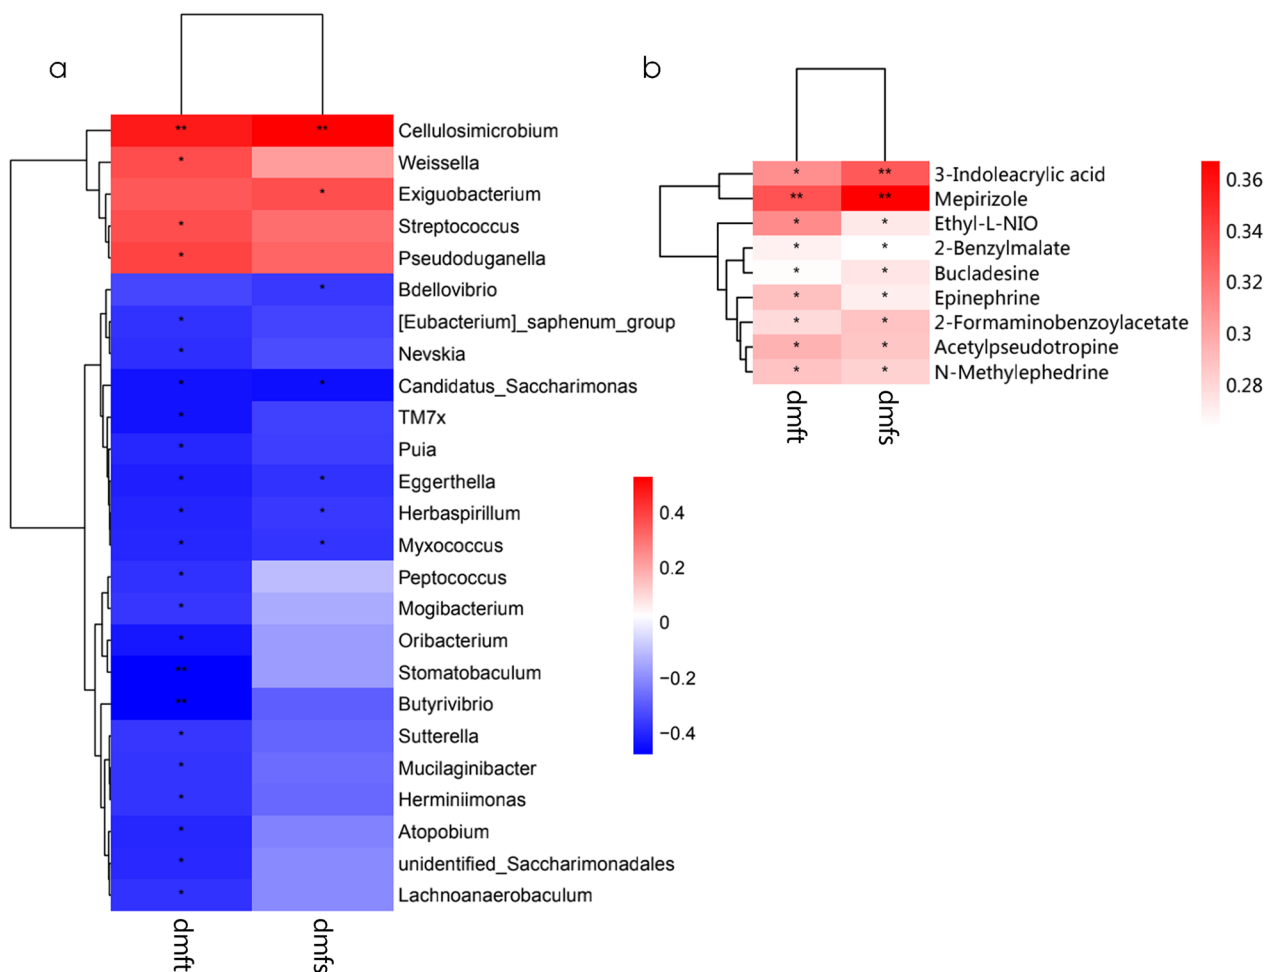 a
** ** Cellulosimicrobium
* Weissella
* Exiguobacterium
* Streptococcus
* Pseudoduganella
* Bdellovibrio
* [Eubacterium]_saphenum_group
* Nevskia
* * Candidatus_Saccharimonas
* TM7x
* Puia
* * Eggerthella
* * Herbaspirillum
* * Myxococcus
* Peptococcus
* Mogibacterium
* Oribacterium
** Stomatobaculum
** Butyrivibrio
* Sutterella
* Mucilaginibacter
* Herminiimonas
* Atopobium
* unidentified_Saccharimonadales
* Lachnoanaerobaculum
dmft dmfs
0.4
0.2
0
−0.2
−0.4
b
* ** 3-Indoleacrylic acid
** ** Mepirizole
* * Ethyl-L-NIO
* * 2-Benzylmalate
* * Bucladesine
* * Epinephrine
* * 2-Formaminobenzoylacetate
* * Acetylpseudotropine
* * N-Methylephedrine
dmft dmfs
0.36
0.34
0.32
0.3
0.28